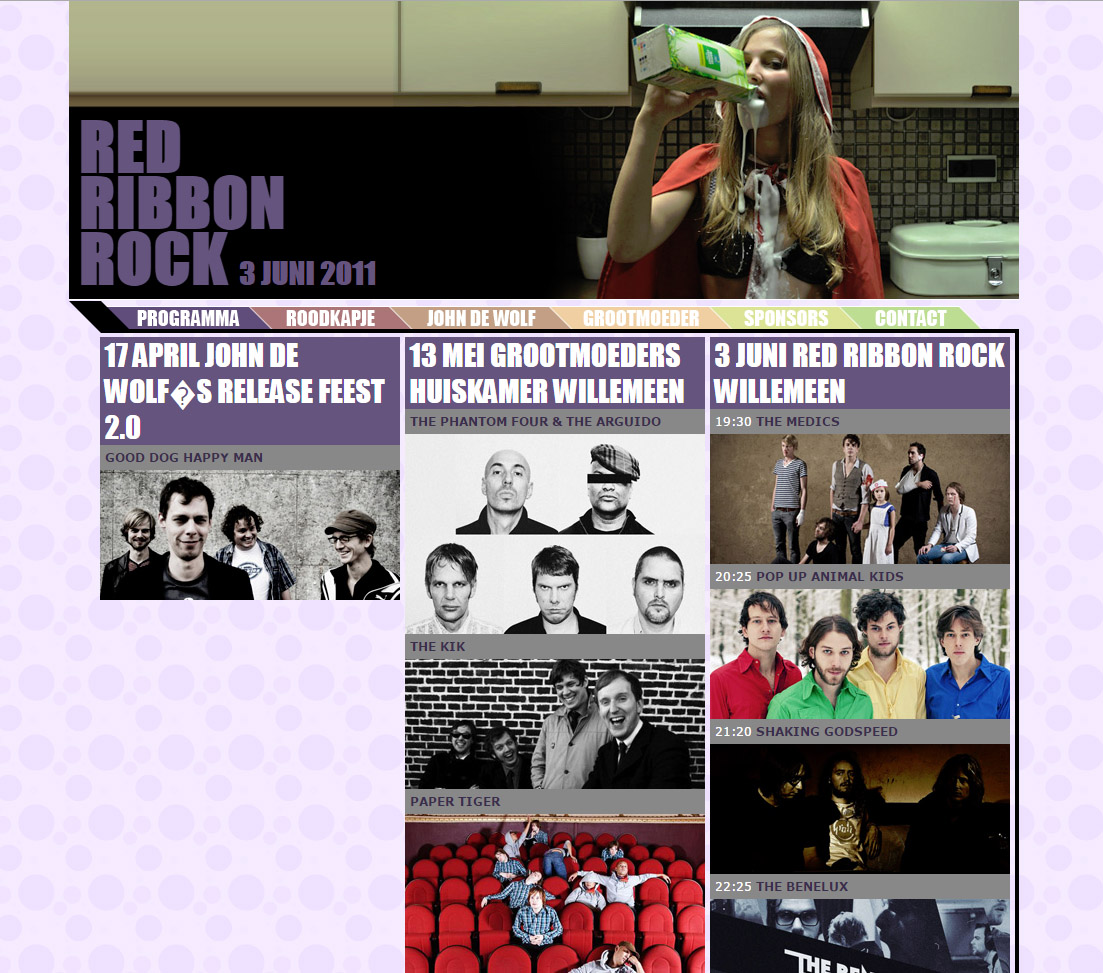 RED
RIBBON
ROCK 3 JUNI 2011
PROGRAMMA ROODKAPJE JOHN DE WOLF GROOTMOEDER SPONSORS CONTACT
17 APRIL JOHN DE
WOLF�S RELEASE FEEST
2.0
GOOD DOG HAPPY MAN
13 MEI GROOTMOEDERS
HUISKAMER WILLEMEEN
THE PHANTOM FOUR & THE ARGUIDO
THE KIK
PAPER TIGER
3 JUNI RED RIBBON ROCK
WILLEMEEN
19:30 THE MEDICS
20:25 POP UP ANIMAL KIDS
21:20 SHAKING GODSPEED
22:25 THE BENELUX